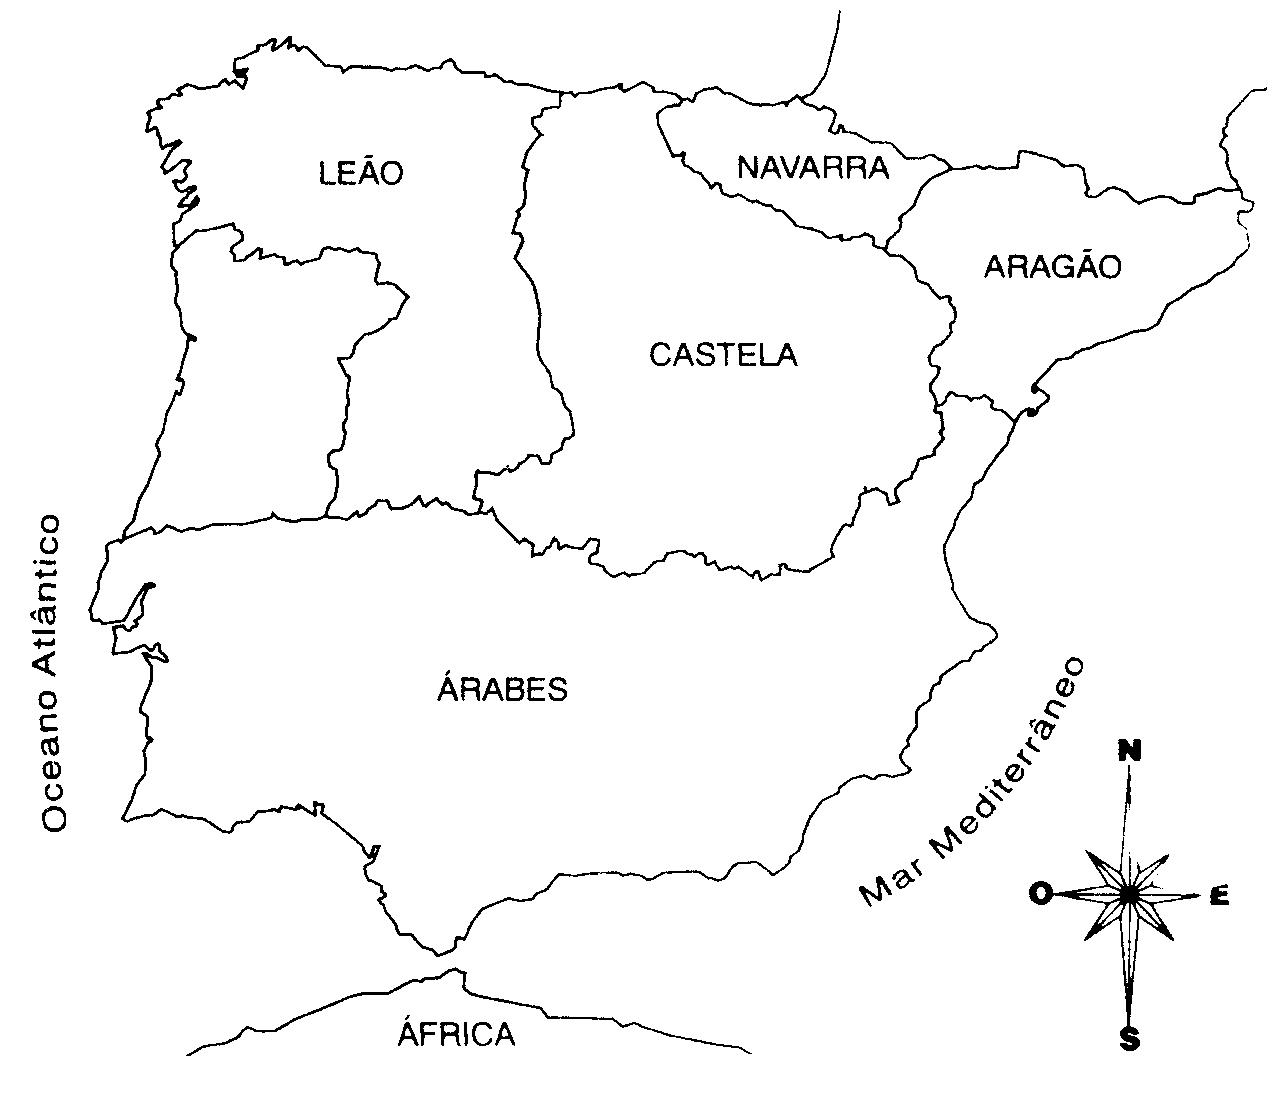 LEÃO
NAVARRA
ARAGÃO
CASTELA
Oceano Atlântico
ÁRABES
Mar Mediterrâneo
N
O
E
S
ÁFRICA